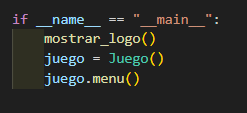 if __name__ == "__main__":
    mostrar_logo()
    juego = Juego()
    juego.menu()